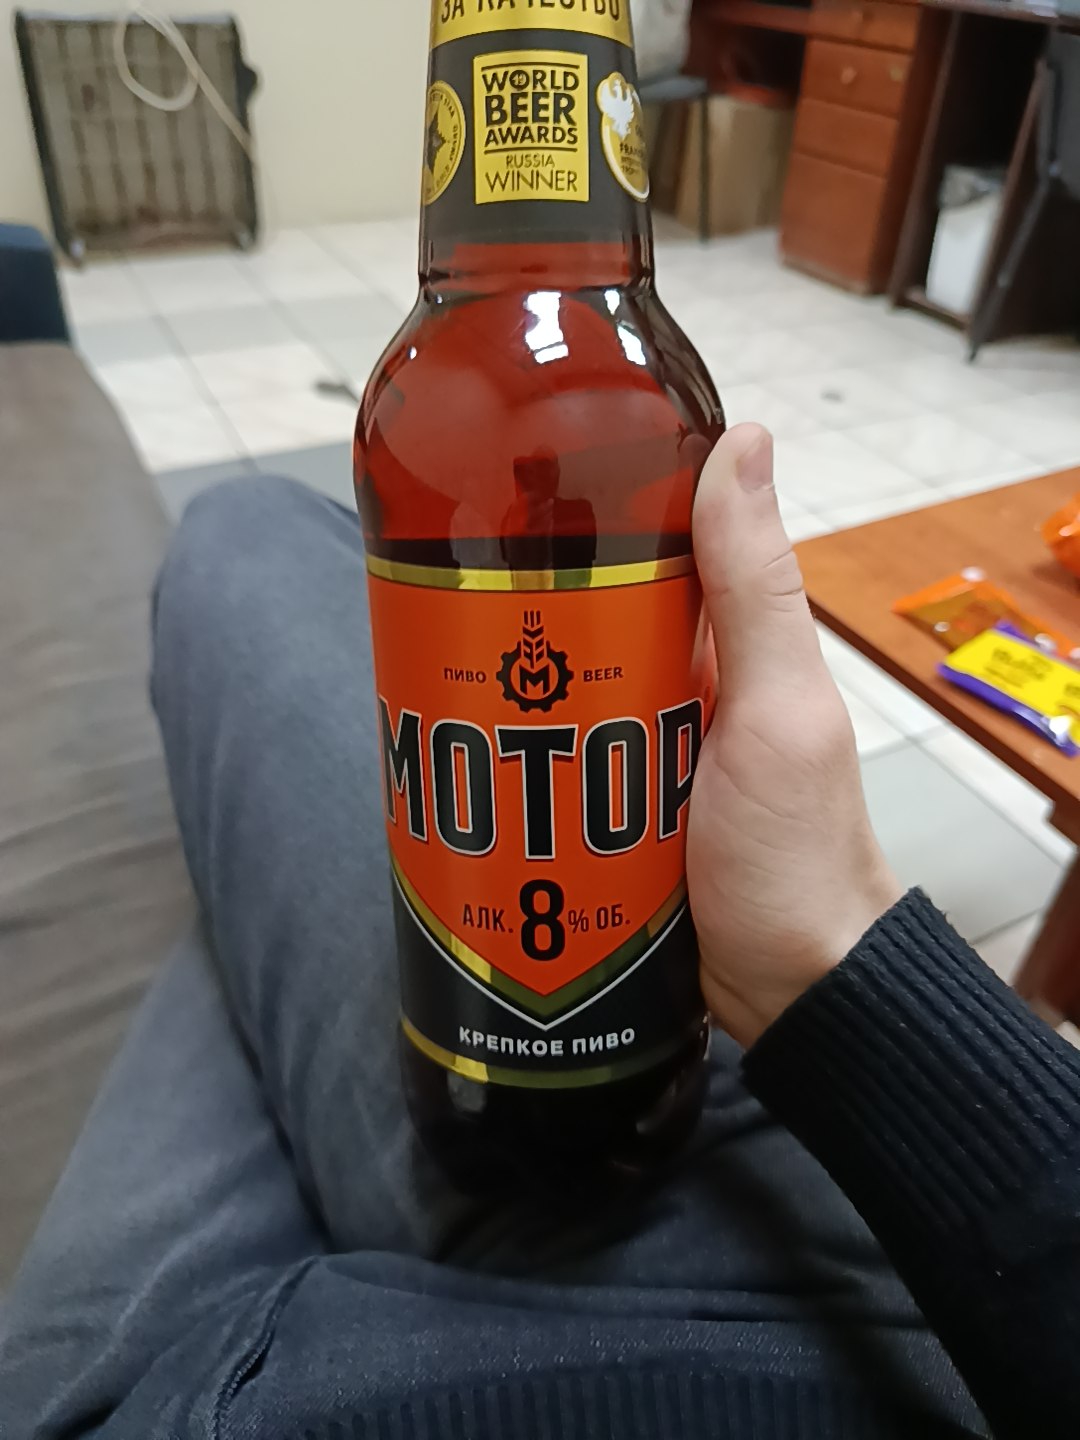 ЗА КАЧЕСТВО
WORLD
BEER
AWARDS
RUSSIA
WINNER
ПИВО
М
BEER
МОТОР
АЛК. 8 % ОБ.
КРЕПКОЕ ПИВО